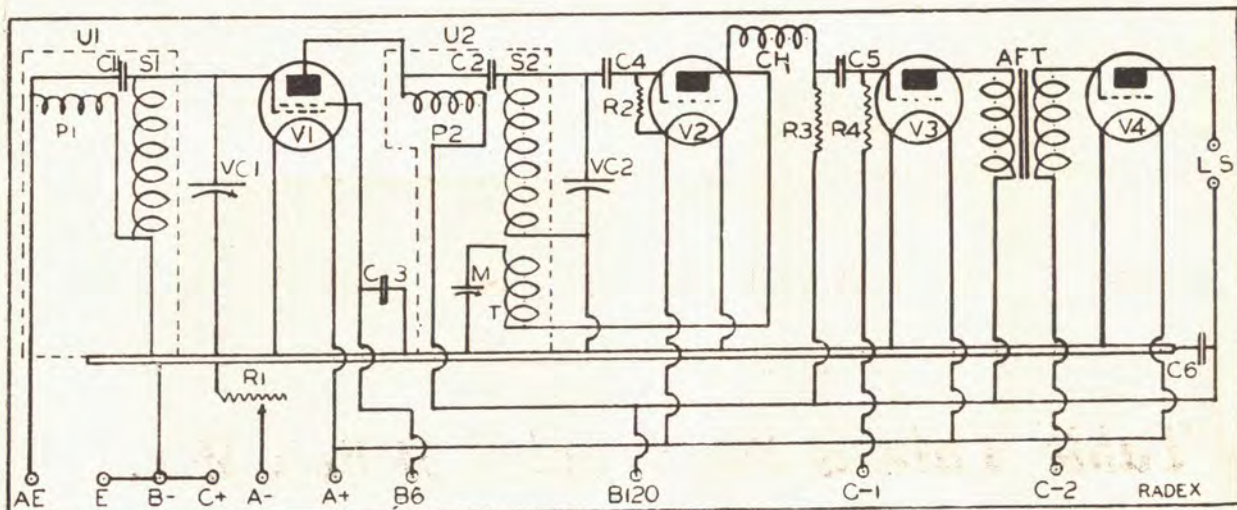 U1
C1 S1
P1
VC1
V1
U2
C2 S2
P2
C3
M
T
VC2
C4
R2
V2
CH
C5
R3
R4
V3
AFT
V4
LS
C6
R1
AE E B- C+ A- A+ B6 B120 C-1 C-2 RADEX